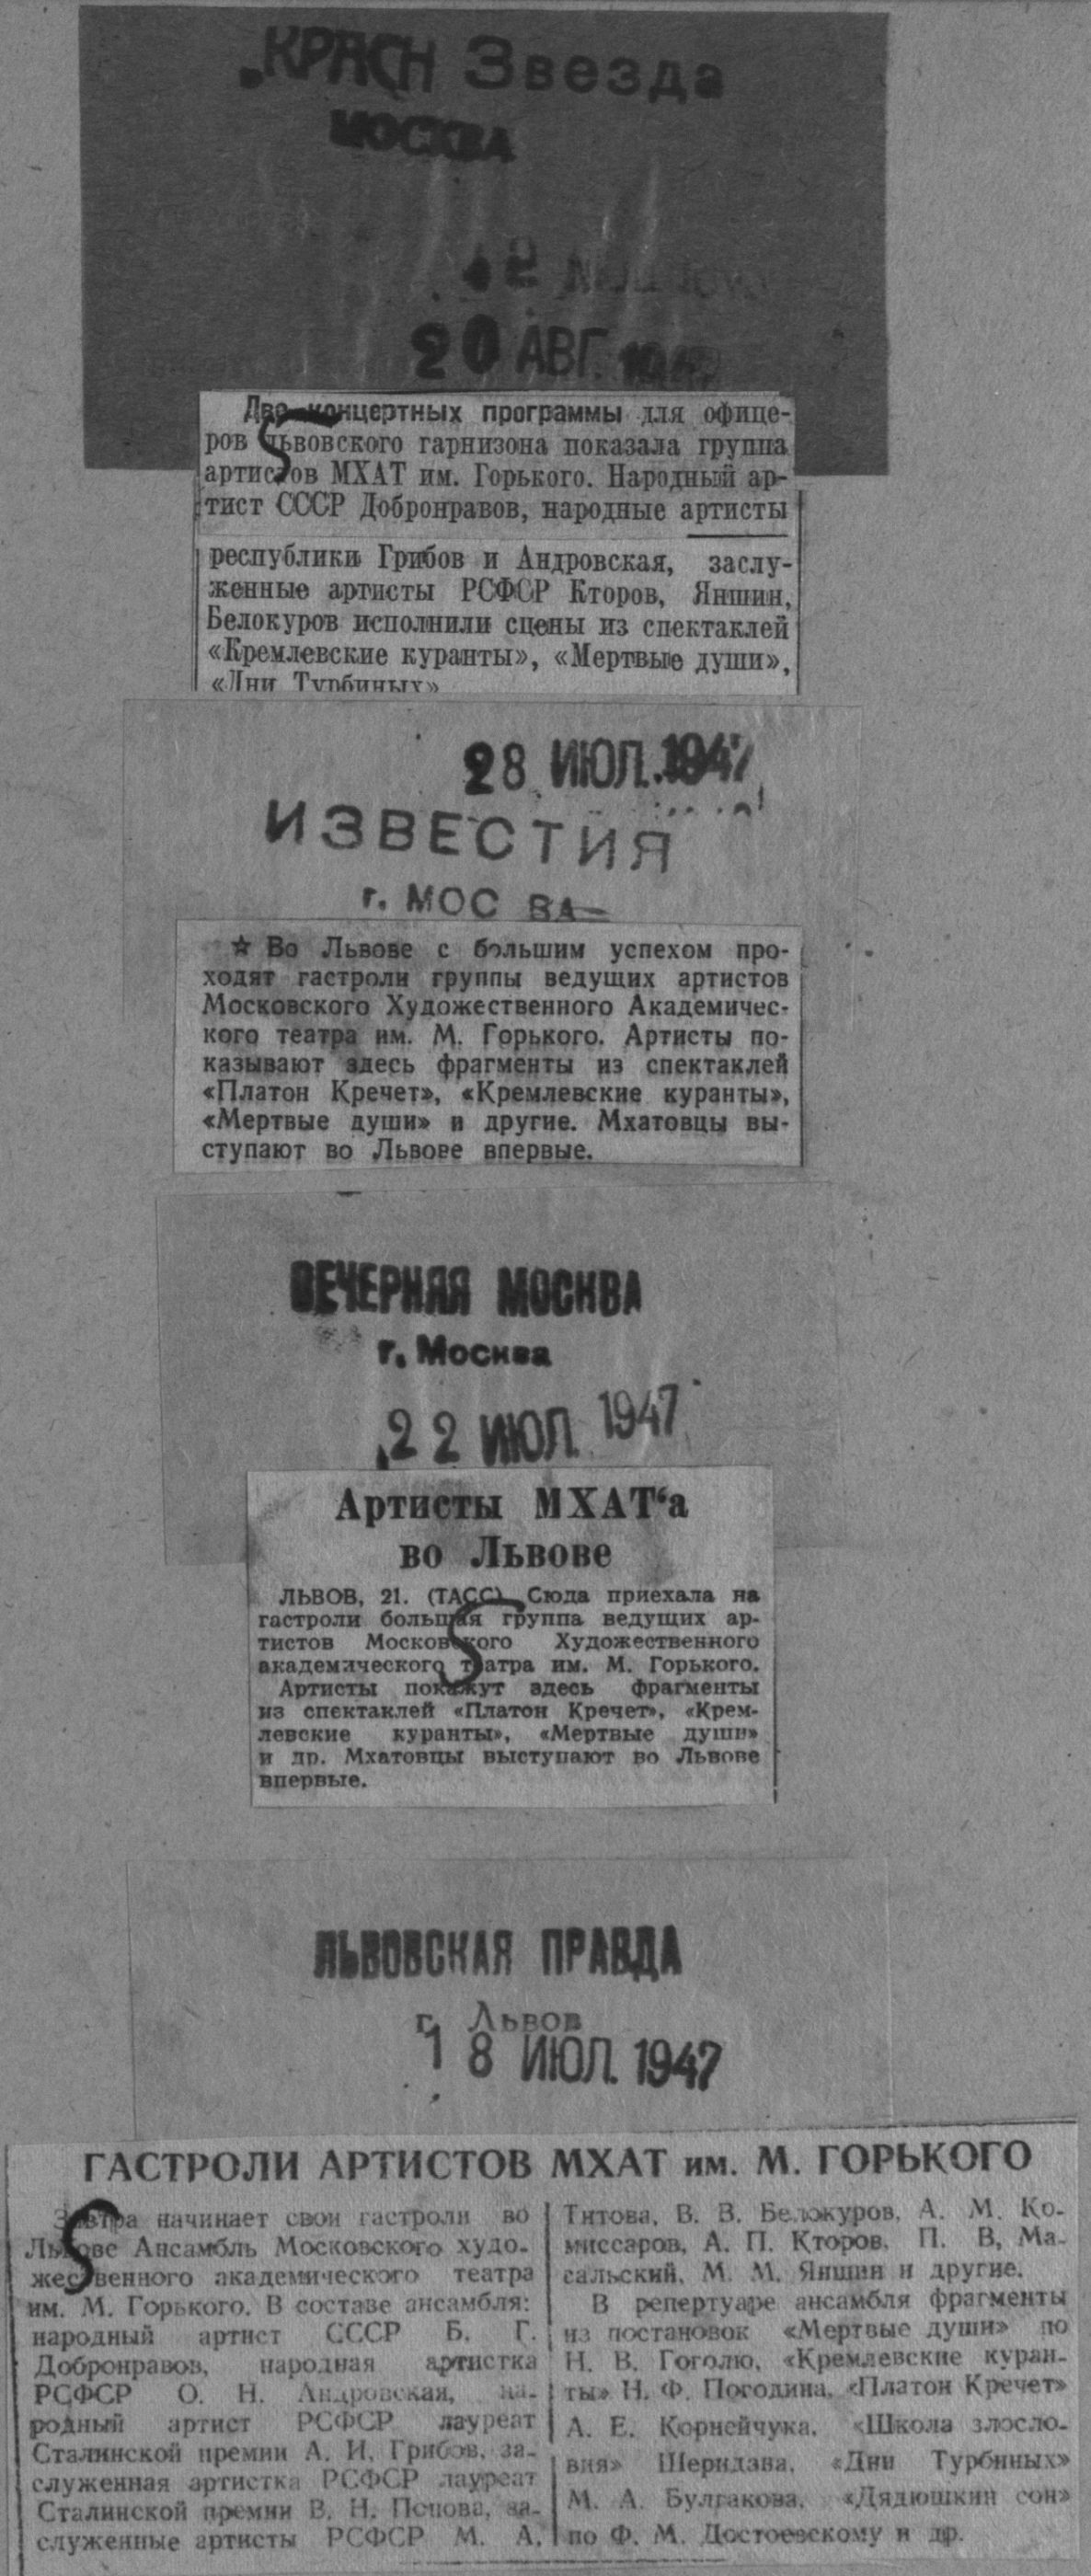 „КРАСН Звезда
МОСКВА
20 АВГ. 1947
Две концертных программы для офице-
ров львовского гарнизона показала группа
артистов МХАТ им. Горького. Народный ар-
тист СССР Добронравов, народные артисты
республики Грибов и Андровская, заслу-
женные артисты РСФСР Кторов, Яншин,
Белокуров исполнили сцены из спектаклей
«Кремлевские куранты», «Мертвые души»,
«Дни Турбиных»
28 ИЮЛ. 1947
ИЗВЕСТИЯ
г. МОС ВА
☆ Во Львове с большим успехом про-
ходят гастроли группы ведущих артистов
Московского Художественного Академичес-
кого театра им. М. Горького. Артисты по-
казывают здесь фрагменты из спектаклей
«Платон Кречет», «Кремлевские куранты»,
«Мертвые души» и другие. Мхатовцы вы-
ступают во Львове впервые.
ВЕЧЕРНЯЯ МОСКВА
г. Москва
22 ИЮЛ. 1947
Артисты МХАТ‘а
во Львове
ЛЬВОВ, 21. (ТАСС). Сюда приехала на
гастроли большая группа ведущих ар-
тистов Московского Художественного
академического театра им. М. Горького.
Артисты покажут здесь фрагменты
из спектаклей «Платон Кречет», «Крем-
левские куранты», «Мертвые души»
и др. Мхатовцы выступают во Львове
впервые.
ЛЬВОВСКАЯ ПРАВДА
г. Львов
18 ИЮЛ. 1947
ГАСТРОЛИ АРТИСТОВ МХАТ им. М. ГОРЬКОГО
Завтра начинает свои гастроли во
Львове Ансамбль Московского худо-
жественного академического театра
им. М. Горького. В составе ансамбля:
народный артист СССР Б. Г.
Добронравов, народная артистка
РСФСР О. Н. Андровская, на-
родный артист РСФСР лауреат
Сталинской премии А. И. Грибов, за-
служенная артистка РСФСР лауреат
Сталинской премии В. Н. Попова, за-
служенные артисты РСФСР М. А.
Титова, В. В. Белокуров, А. М. Ко-
миссаров, А. П. Кторов, П. В. Ма-
сальский, М. М. Яншин и другие.
В репертуаре ансамбля фрагменты
из постановок «Мертвые души» по
Н. В. Гоголю, «Кремлевские куран-
ты» Н. Ф. Погодина, «Платон Кречет»
А. Е. Корнейчука, «Школа злосло-
вия» Шеридана, «Дни Турбиных»
М. А. Булгакова, «Дядюшкин сон»
по Ф. М. Достоевскому и др.